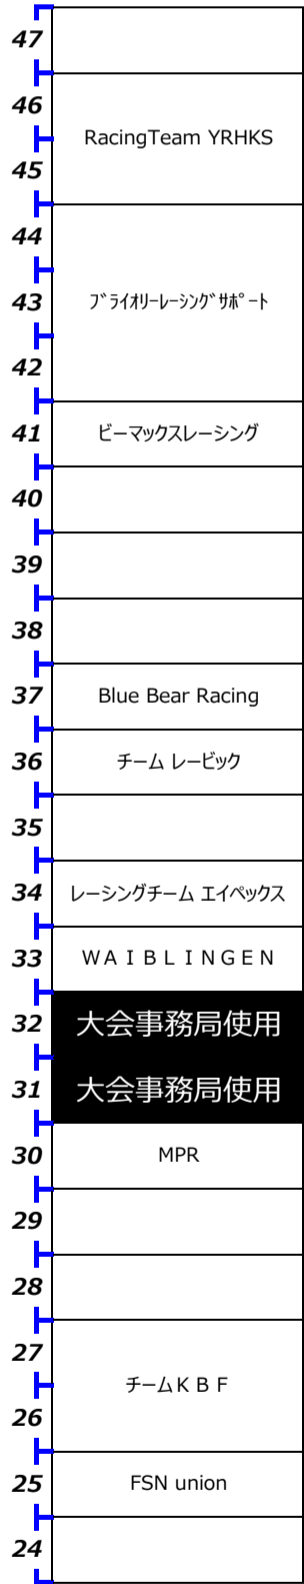 47
46
RacingTeam YRHKS
45
44
43 ﾌﾞﾗｲｵﾘｰﾚｰｼﾝｸﾞｻﾎﾟｰﾄ
42
41 ビーマックスレーシング
40
39
38
37 Blue Bear Racing
36 チーム レービック
35
34 レーシングチーム エイペックス
33 ＷＡＩＢＬＩＮＧＥＮ
32 大会事務局使用
31 大会事務局使用
30 MPR
29
28
27
チームＫＢＦ
26
25 FSN union
24